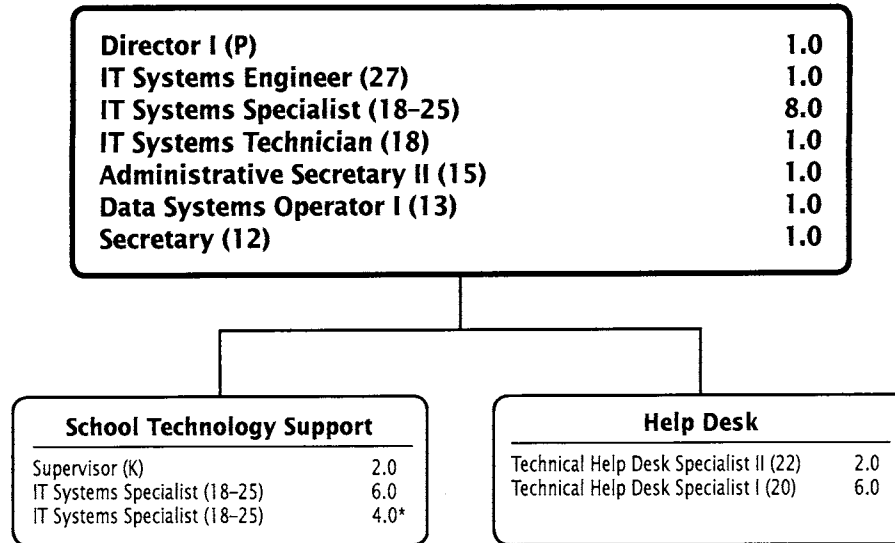 Director I (P) 1.0
IT Systems Engineer (27) 1.0
IT Systems Specialist (18–25) 8.0
IT Systems Technician (18) 1.0
Administrative Secretary II (15) 1.0
Data Systems Operator I (13) 1.0
Secretary (12) 1.0
School Technology Support
Supervisor (K) 2.0
IT Systems Specialist (18–25) 6.0
IT Systems Specialist (18–25) 4.0*
Help Desk
Technical Help Desk Specialist II (22) 2.0
Technical Help Desk Specialist I (20) 6.0